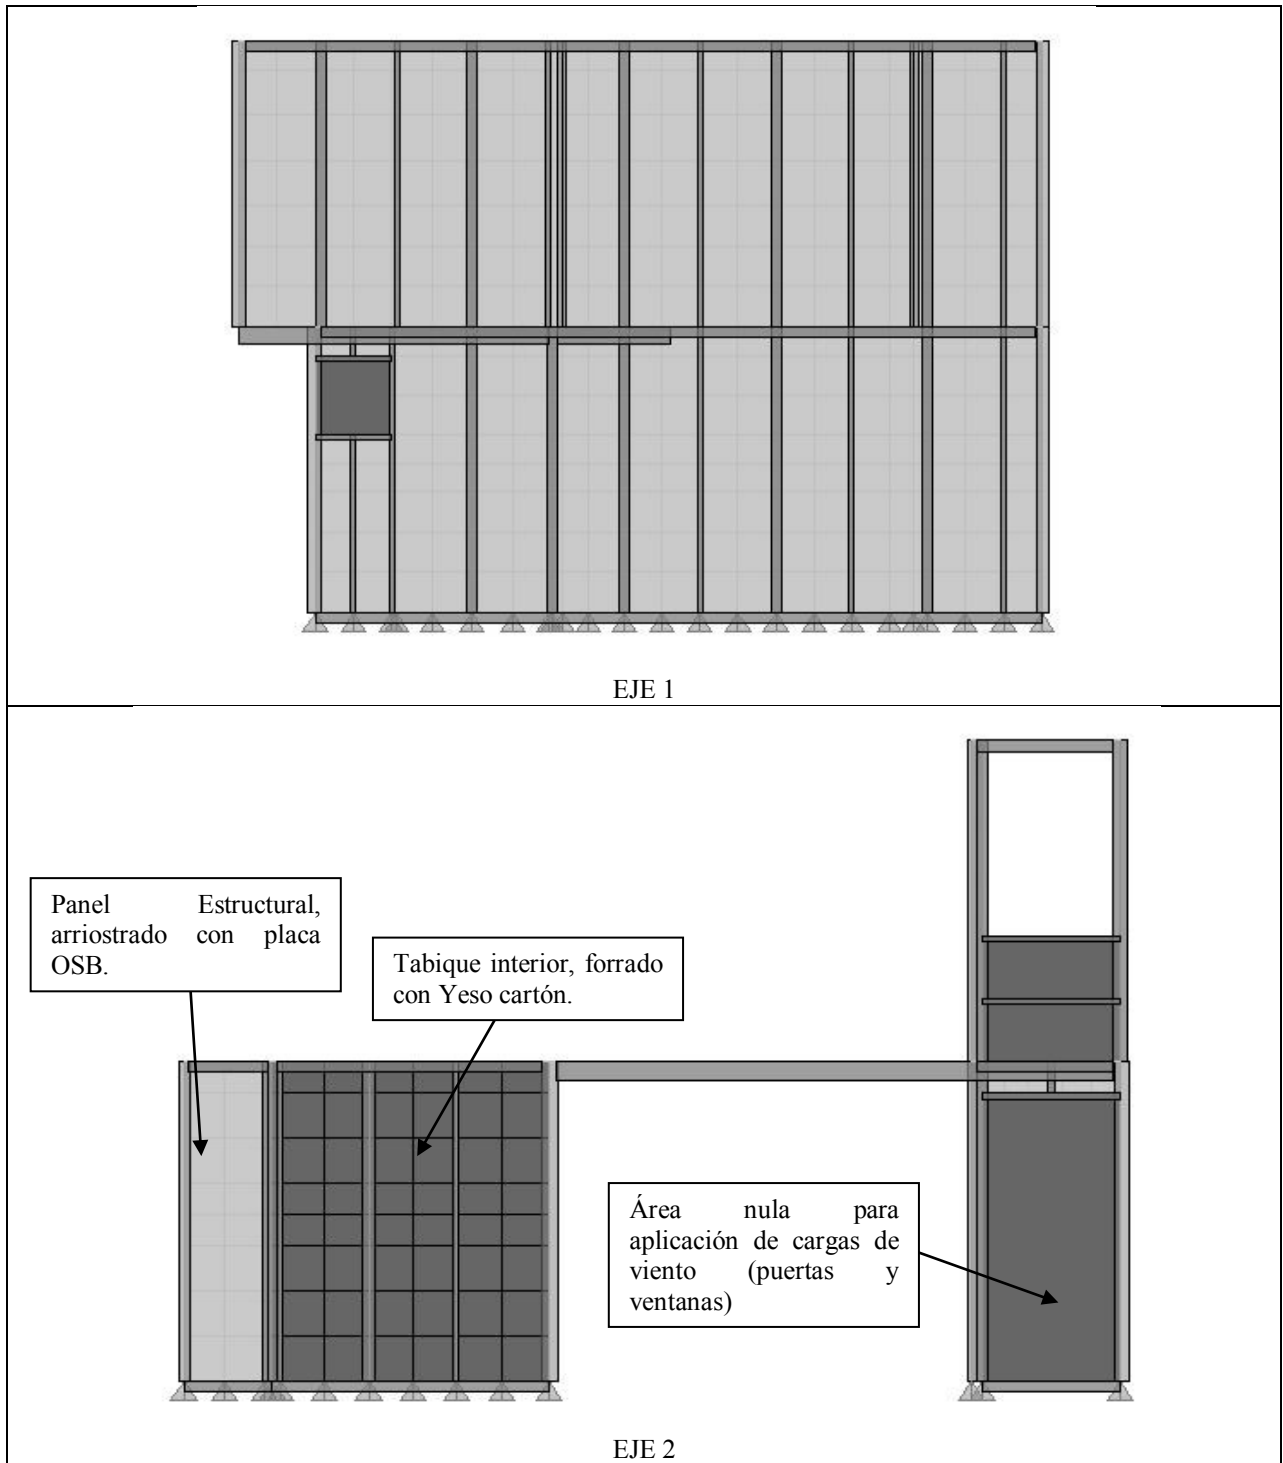 EJE 1
Panel Estructural,
arriostrado con placa
OSB.
Tabique interior, forrado
con Yeso cartón.
Área nula para
aplicación de cargas de
viento (puertas y
ventanas)
EJE 2